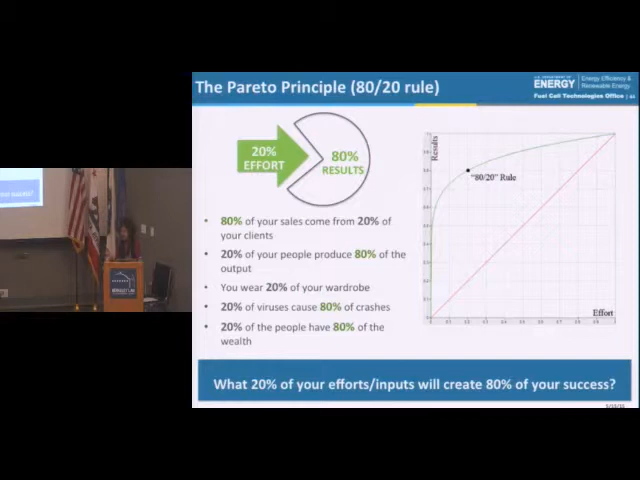 The Pareto Principle (80/20 rule)
U.S. DEPARTMENT OF
ENERGY
Energy Efficiency &
Renewable Energy
Fuel Cell Technologies Office | 44
20%
EFFORT
80%
RESULTS
• 80% of your sales come from 20% of
your clients
• 20% of your people produce 80% of the
output
• You wear 20% of your wardrobe
• 20% of viruses cause 80% of crashes
• 20% of the people have 80% of the
wealth
Results
"80/20" Rule
Effort
What 20% of your efforts/inputs will create 80% of your success?